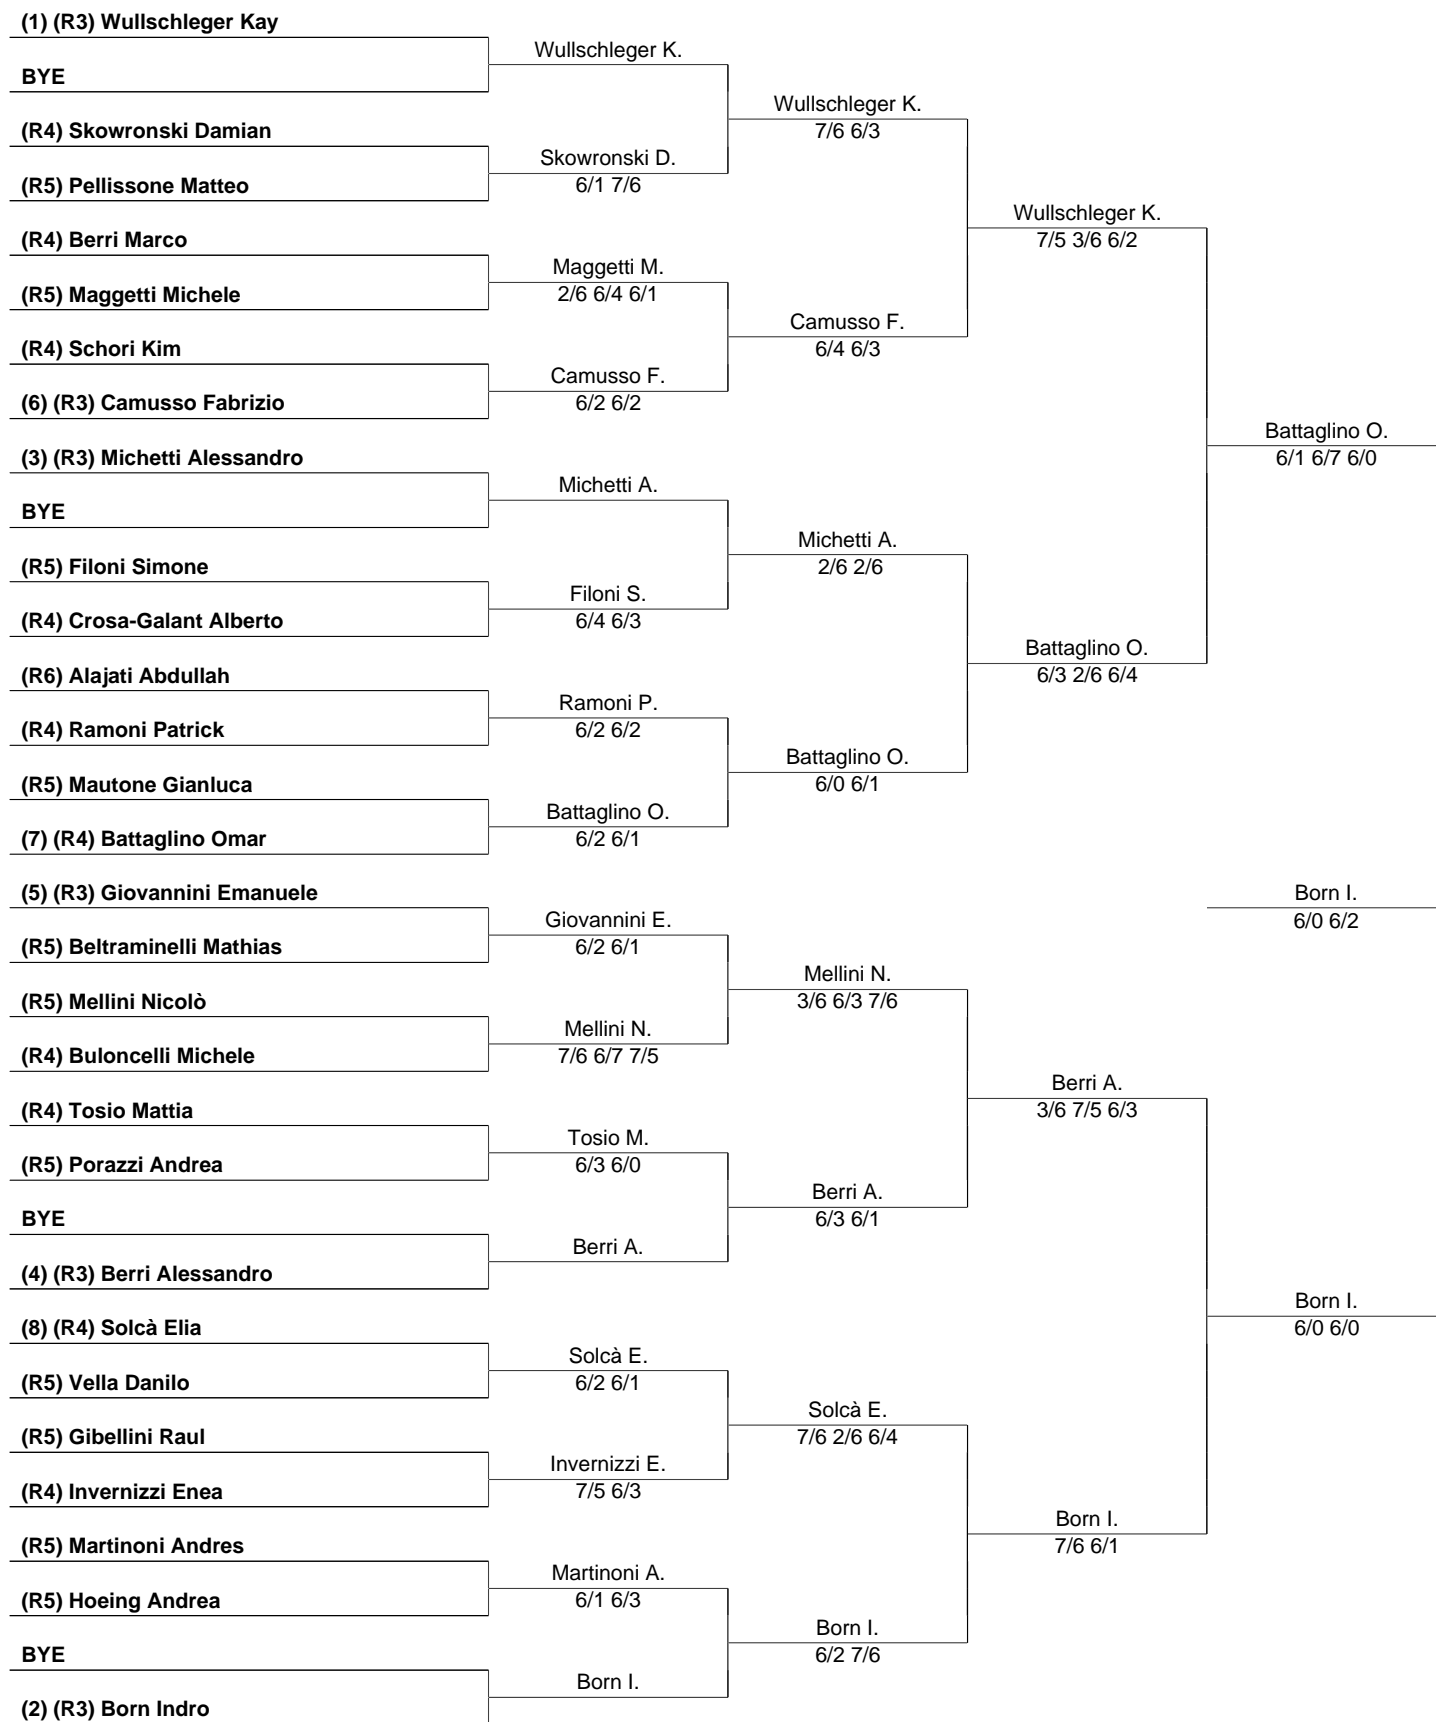 (1) (R3) Wullschleger Kay
BYE
(R4) Skowronski Damian
(R5) Pellissone Matteo
(R4) Berri Marco
(R5) Maggetti Michele
(R4) Schori Kim
(6) (R3) Camusso Fabrizio
(3) (R3) Michetti Alessandro
BYE
(R5) Filoni Simone
(R4) Crosa-Galant Alberto
(R6) Alajati Abdullah
(R4) Ramoni Patrick
(R5) Mautone Gianluca
(7) (R4) Battaglino Omar
(5) (R3) Giovannini Emanuele
(R5) Beltraminelli Mathias
(R5) Mellini Nicolò
(R4) Buloncelli Michele
(R4) Tosio Mattia
(R5) Porazzi Andrea
BYE
(4) (R3) Berri Alessandro
(8) (R4) Solcà Elia
(R5) Vella Danilo
(R5) Gibellini Raul
(R4) Invernizzi Enea
(R5) Martinoni Andres
(R5) Hoeing Andrea
BYE
(2) (R3) Born Indro
Wullschleger K.
Skowronski D.
6/1 7/6
Maggetti M.
2/6 6/4 6/1
Camusso F.
6/2 6/2
Michetti A.
Filoni S.
6/4 6/3
Ramoni P.
6/2 6/2
Battaglino O.
6/2 6/1
Giovannini E.
6/2 6/1
Mellini N.
7/6 6/7 7/5
Tosio M.
6/3 6/0
Berri A.
Solcà E.
6/2 6/1
Invernizzi E.
7/5 6/3
Martinoni A.
6/1 6/3
Born I.
Wullschleger K.
7/6 6/3
Camusso F.
6/4 6/3
Michetti A.
2/6 2/6
Battaglino O.
6/0 6/1
Mellini N.
3/6 6/3 7/6
Berri A.
6/3 6/1
Solcà E.
7/6 2/6 6/4
Born I.
6/2 7/6
Wullschleger K.
7/5 3/6 6/2
Battaglino O.
6/3 2/6 6/4
Berri A.
3/6 7/5 6/3
Born I.
7/6 6/1
Battaglino O.
6/1 6/7 6/0
Born I.
6/0 6/2
Born I.
6/0 6/0